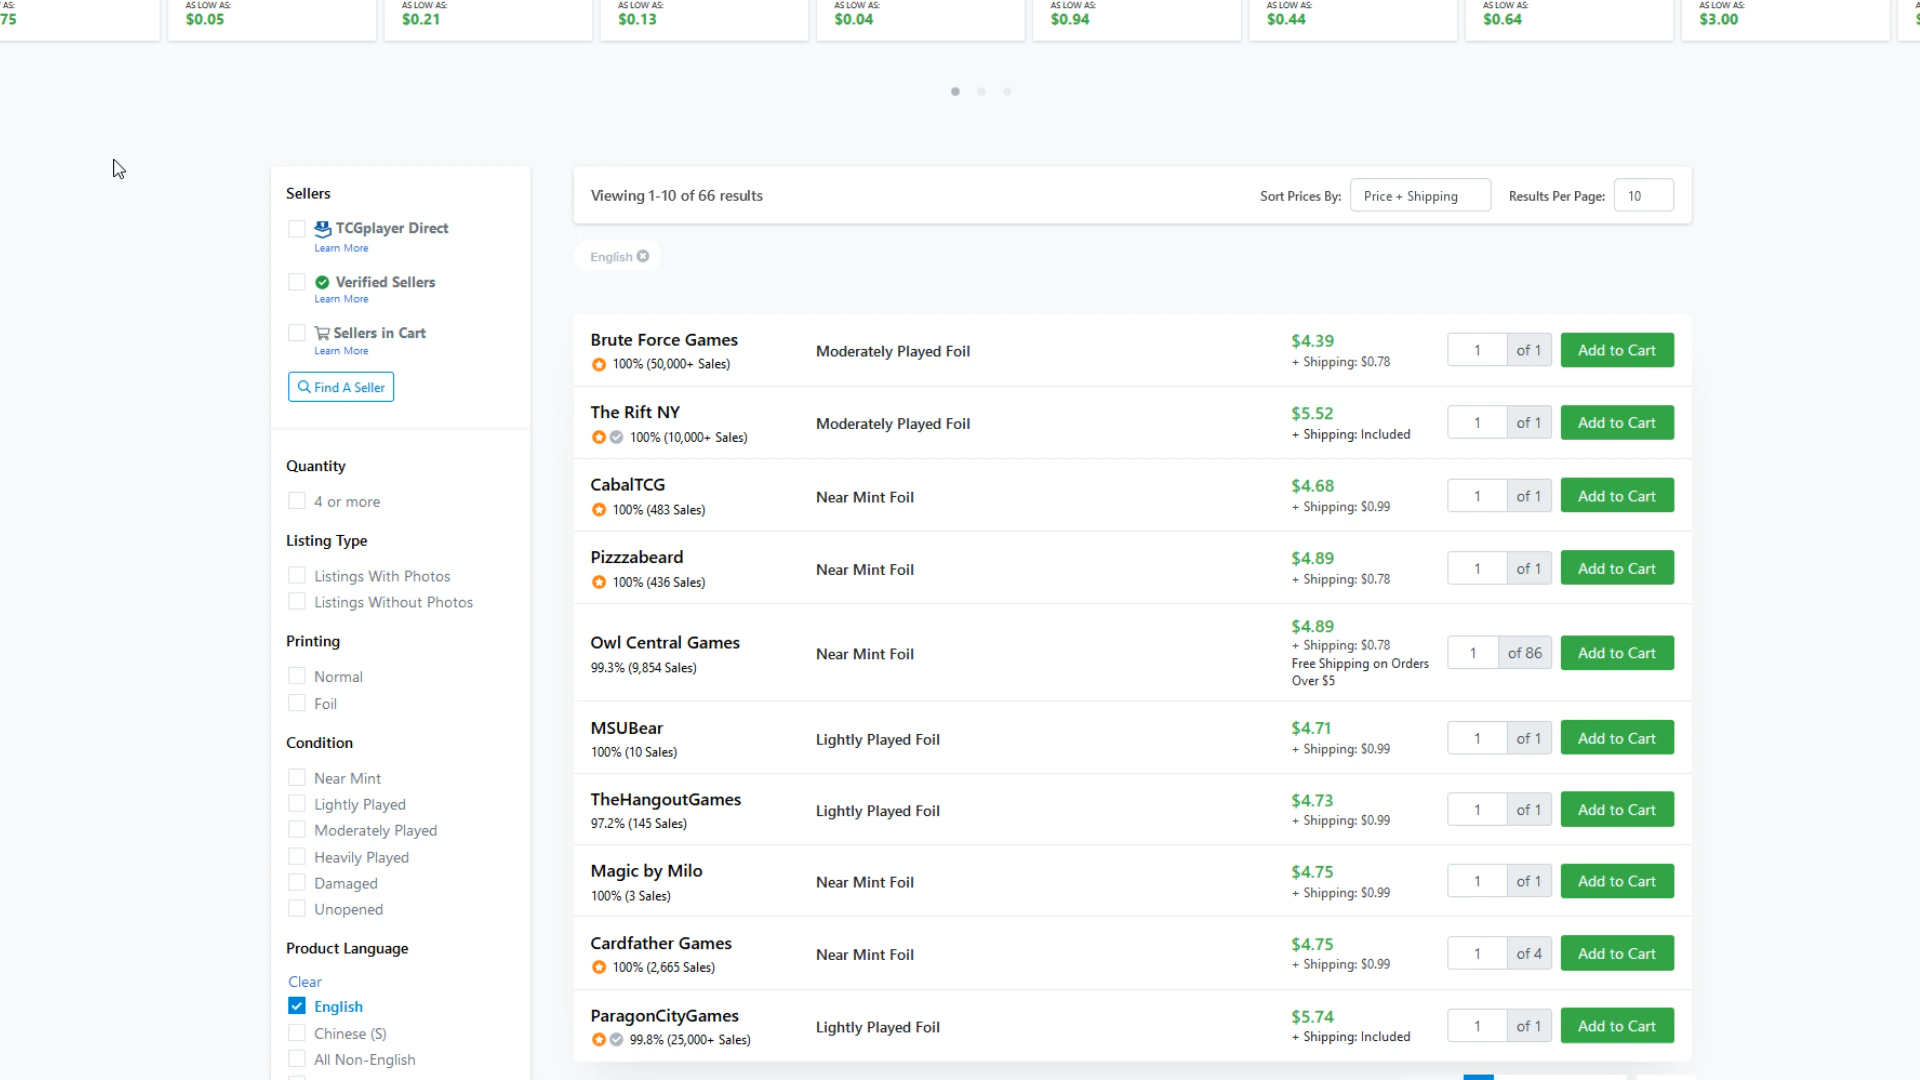 AS:
75
AS LOW AS:
$0.05
AS LOW AS:
$0.21
AS LOW AS:
$0.13
AS LOW AS:
$0.04
AS LOW AS:
$0.94
AS LOW AS:
$0.44
AS LOW AS:
$0.64
AS LOW AS:
$3.00
Sellers
TCGplayer Direct
Learn More
Verified Sellers
Learn More
Sellers in Cart
Learn More
Find A Seller
Quantity
4 or more
Listing Type
Listings With Photos
Listings Without Photos
Printing
Normal
Foil
Condition
Near Mint
Lightly Played
Moderately Played
Heavily Played
Damaged
Unopened
Product Language
Clear
English
Chinese (S)
All Non-English
Viewing 1-10 of 66 results
Sort Prices By: Price + Shipping
Results Per Page: 10
English
Brute Force Games
100% (50,000+ Sales)
Moderately Played Foil
$4.39
+ Shipping: $0.78
1 of 1 Add to Cart
The Rift NY
100% (10,000+ Sales)
Moderately Played Foil
$5.52
+ Shipping: Included
1 of 1 Add to Cart
CabalTCG
100% (483 Sales)
Near Mint Foil
$4.68
+ Shipping: $0.99
1 of 1 Add to Cart
Pizzzabeard
100% (436 Sales)
Near Mint Foil
$4.89
+ Shipping: $0.78
1 of 1 Add to Cart
Owl Central Games
99.3% (9,854 Sales)
Near Mint Foil
$4.89
+ Shipping: $0.78
Free Shipping on Orders
Over $5
1 of 86 Add to Cart
MSUBear
100% (10 Sales)
Lightly Played Foil
$4.71
+ Shipping: $0.99
1 of 1 Add to Cart
TheHangoutGames
97.2% (145 Sales)
Lightly Played Foil
$4.73
+ Shipping: $0.99
1 of 1 Add to Cart
Magic by Milo
100% (3 Sales)
Near Mint Foil
$4.75
+ Shipping: $0.99
1 of 1 Add to Cart
Cardfather Games
100% (2,665 Sales)
Near Mint Foil
$4.75
+ Shipping: $0.99
1 of 4 Add to Cart
ParagonCityGames
99.8% (25,000+ Sales)
Lightly Played Foil
$5.74
+ Shipping: Included
1 of 1 Add to Cart